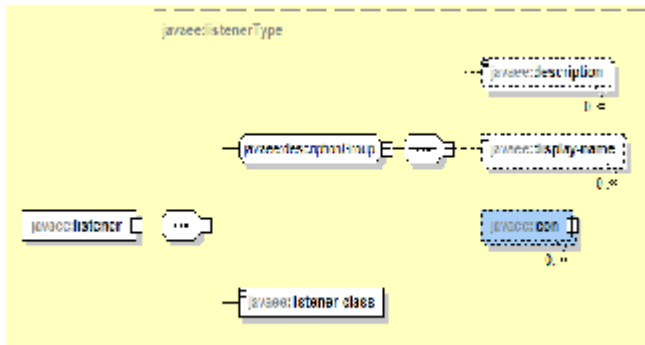 javaee:listenerType
javaee:description
0..∞
javaee:descriptionGroup
javaee:display-name
0..∞
javaee:listener
javaee:icon
0..∞
javaee:listener-class